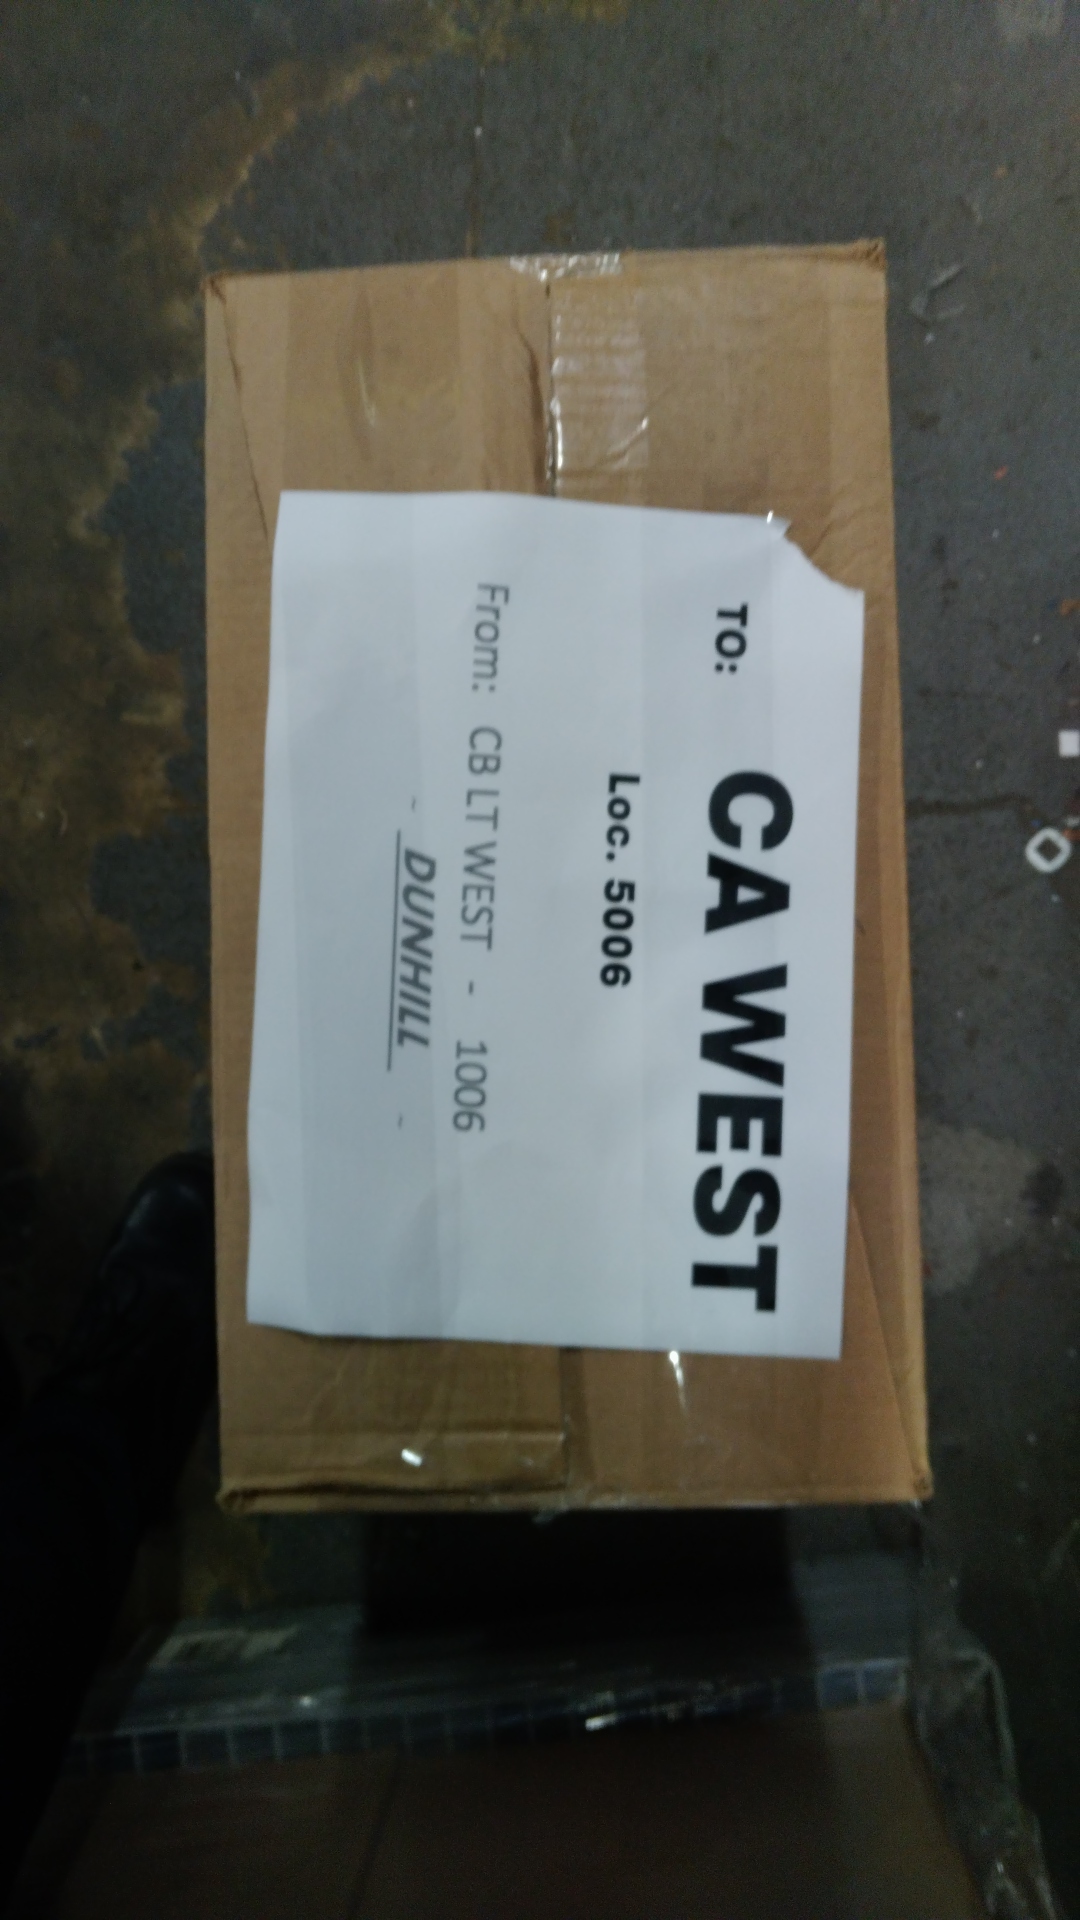 TO: CA WEST
Loc. 5006
From: CB LT WEST - 1006
~ DUNHILL ~